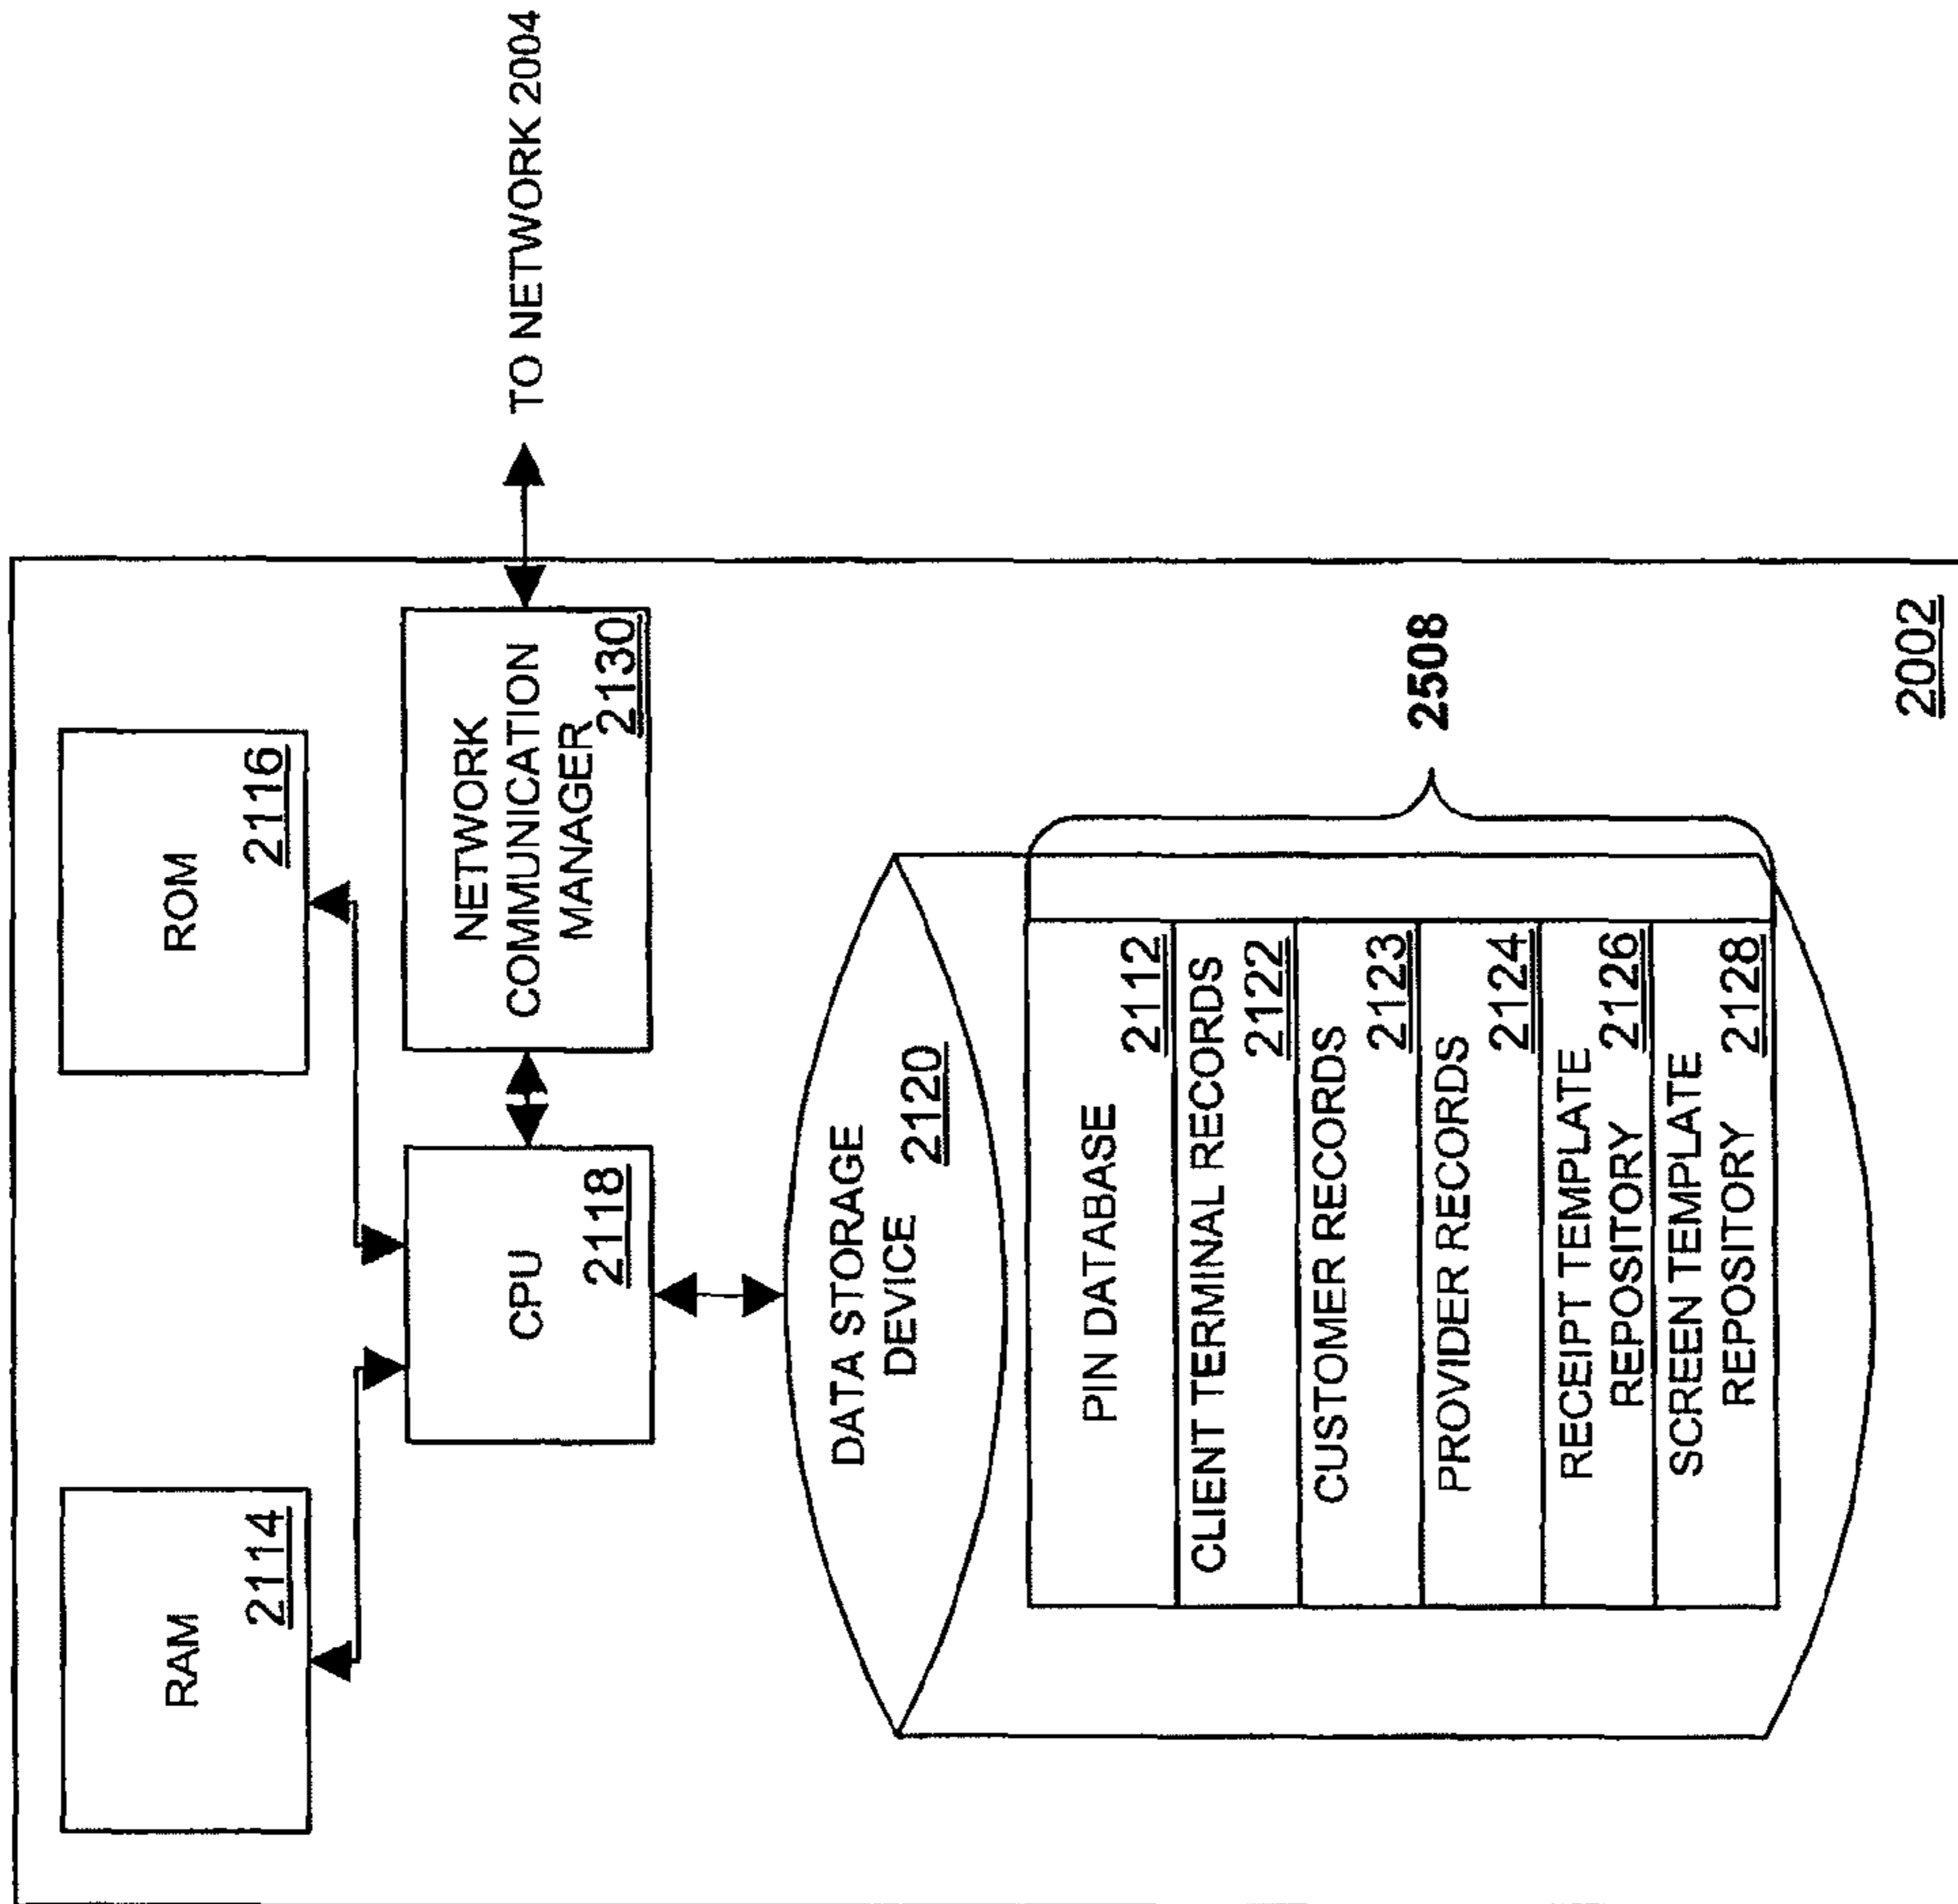 RAM
2114
ROM
2116
CPU
2118
NETWORK
COMMUNICATION
MANAGER
2130
TO NETWORK 2004
DATA STORAGE
DEVICE
2120
PIN DATABASE
2112
CLIENT TERMINAL RECORDS
2122
CUSTOMER RECORDS
2123
PROVIDER RECORDS
2124
RECEIPT TEMPLATE
REPOSITORY
2126
SCREEN TEMPLATE
REPOSITORY
2128
2508
2002